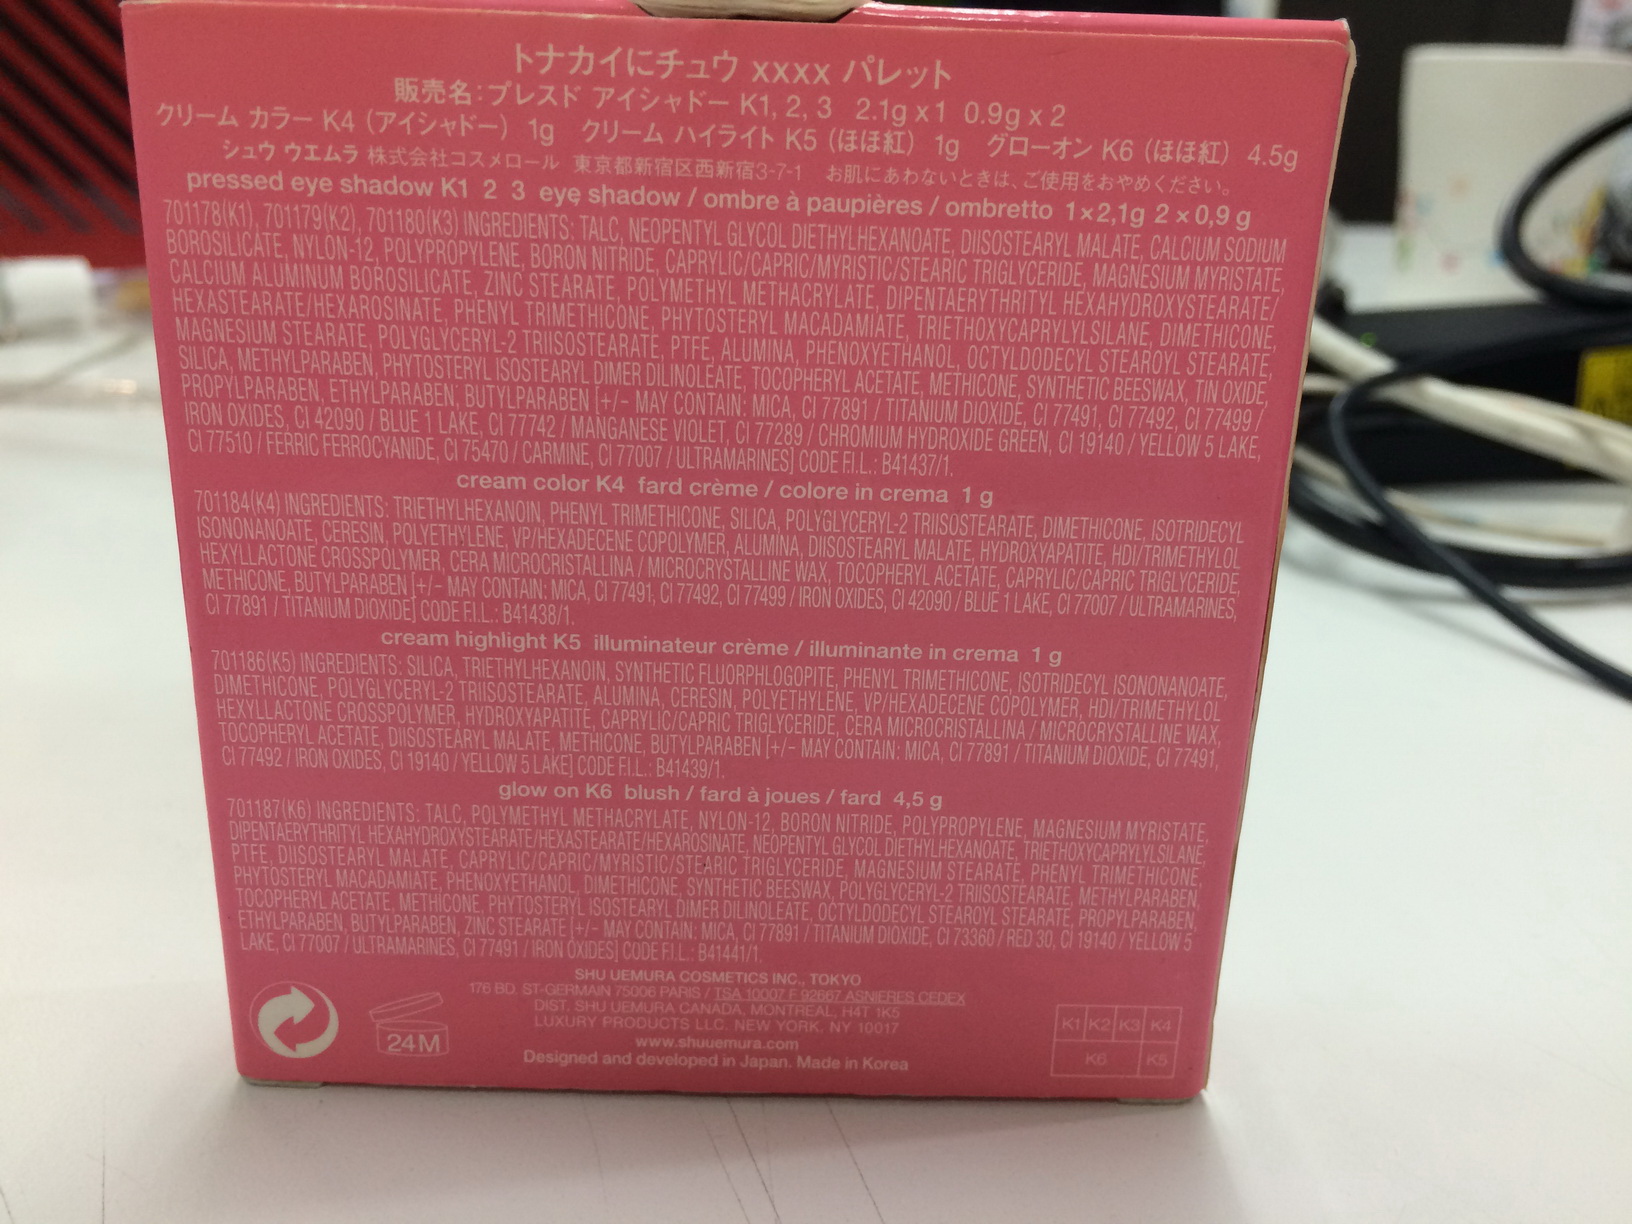 トナカイにチュウ xxxx パレット
販売名:プレスド アイシャドー K1, 2, 3 2.1g x 1 0.9g x 2
クリーム カラー K4 (アイシャドー) 1g クリーム ハイライト K5 (ほほ紅) 1g グローオン K6 (ほほ紅) 4.5g
シュウ ウエムラ 株式会社コスメロール 東京都新宿区西新宿3-7-1 お肌にあわないときは、ご使用をおやめください。
pressed eye shadow K1 2 3 eye shadow / ombre à paupières / ombretto 1×2,1g 2×0,9 g
701178(K1), 701179(K2), 701180(K3) INGREDIENTS: TALC, NEOPENTYL GLYCOL DIETHYLHEXANOATE, DIISOSTEARYL MALATE, CALCIUM SODIUM
BOROSILICATE, NYLON-12, POLYPROPYLENE, BORON NITRIDE, CAPRYLIC/CAPRIC/MYRISTIC/STEARIC TRIGLYCERIDE, MAGNESIUM MYRISTATE,
CALCIUM ALUMINUM BOROSILICATE, ZINC STEARATE, POLYMETHYL METHACRYLATE, DIPENTAERYTHRITYL HEXAHYDROXYSTEARATE/
HEXASTEARATE/HEXAROSINATE, PHENYL TRIMETHICONE, PHYTOSTERYL MACADAMIATE, TRIETHOXYCAPRYLYLSILANE, DIMETHICONE,
MAGNESIUM STEARATE, POLYGLYCERYL-2 TRIISOSTEARATE, PTFE, ALUMINA, PHENOXYETHANOL, OCTYLDODECYL STEAROYL STEARATE,
SILICA, METHYLPARABEN, PHYTOSTERYL ISOSTEARYL DIMER DILINOLEATE, TOCOPHERYL ACETATE, METHICONE, SYNTHETIC BEESWAX, TIN OXIDE,
PROPYLPARABEN, ETHYLPARABEN, BUTYLPARABEN [+/- MAY CONTAIN: MICA, CI 77891 / TITANIUM DIOXIDE, CI 77491, CI 77492, CI 77499 /
IRON OXIDES, CI 42090 / BLUE 1 LAKE, CI 77742 / MANGANESE VIOLET, CI 77289 / CHROMIUM HYDROXIDE GREEN, CI 19140 / YELLOW 5 LAKE,
CI 77510 / FERRIC FERROCYANIDE, CI 75470 / CARMINE, CI 77007 / ULTRAMARINES] CODE F.I.L.: B41437/1.
cream color K4 fard crème / colore in crema 1 g
701184(K4) INGREDIENTS: TRIETHYLHEXANOIN, PHENYL TRIMETHICONE, SILICA, POLYGLYCERYL-2 TRIISOSTEARATE, DIMETHICONE, ISOTRIDECYL
ISONONANOATE, CERESIN, POLYETHYLENE, VP/HEXADECENE COPOLYMER, ALUMINA, DIISOSTEARYL MALATE, HYDROXYAPATITE, HDI/TRIMETHYLOL
HEXYLLACTONE CROSSPOLYMER, CERA MICROCRISTALLINA / MICROCRYSTALLINE WAX, TOCOPHERYL ACETATE, CAPRYLIC/CAPRIC TRIGLYCERIDE,
METHICONE, BUTYLPARABEN [+/- MAY CONTAIN: MICA, CI 77491, CI 77492, CI 77499 / IRON OXIDES, CI 42090 / BLUE 1 LAKE, CI 77007 / ULTRAMARINES,
CI 77891 / TITANIUM DIOXIDE] CODE F.I.L.: B41438/1.
cream highlight K5 illuminateur crème / illuminante in crema 1 g
701186(K5) INGREDIENTS: SILICA, TRIETHYLHEXANOIN, SYNTHETIC FLUORPHLOGOPITE, PHENYL TRIMETHICONE, ISOTRIDECYL ISONONANOATE,
DIMETHICONE, POLYGLYCERYL-2 TRIISOSTEARATE, ALUMINA, CERESIN, POLYETHYLENE, VP/HEXADECENE COPOLYMER, HDI/TRIMETHYLOL
HEXYLLACTONE CROSSPOLYMER, HYDROXYAPATITE, CAPRYLIC/CAPRIC TRIGLYCERIDE, CERA MICROCRISTALLINA / MICROCRYSTALLINE WAX,
TOCOPHERYL ACETATE, DIISOSTEARYL MALATE, METHICONE, BUTYLPARABEN [+/- MAY CONTAIN: MICA, CI 77891 / TITANIUM DIOXIDE, CI 77491,
CI 77492 / IRON OXIDES, CI 19140 / YELLOW 5 LAKE] CODE F.I.L.: B41439/1.
glow on K6 blush / fard à joues / fard 4,5 g
701187(K6) INGREDIENTS: TALC, POLYMETHYL METHACRYLATE, NYLON-12, BORON NITRIDE, POLYPROPYLENE, MAGNESIUM MYRISTATE,
DIPENTAERYTHRITYL HEXAHYDROXYSTEARATE/HEXASTEARATE/HEXAROSINATE, NEOPENTYL GLYCOL DIETHYLHEXANOATE, TRIETHOXYCAPRYLYLSILANE,
PTFE, DIISOSTEARYL MALATE, CAPRYLIC/CAPRIC/MYRISTIC/STEARIC TRIGLYCERIDE, MAGNESIUM STEARATE, PHENYL TRIMETHICONE,
PHYTOSTERYL MACADAMIATE, PHENOXYETHANOL, DIMETHICONE, SYNTHETIC BEESWAX, POLYGLYCERYL-2 TRIISOSTEARATE, METHYLPARABEN,
TOCOPHERYL ACETATE, METHICONE, PHYTOSTERYL ISOSTEARYL DIMER DILINOLEATE, OCTYLDODECYL STEAROYL STEARATE, PROPYLPARABEN,
ETHYLPARABEN, BUTYLPARABEN, ZINC STEARATE [+/- MAY CONTAIN: MICA, CI 77891 / TITANIUM DIOXIDE, CI 73360 / RED 30, CI 19140 / YELLOW 5
LAKE, CI 77007 / ULTRAMARINES, CI 77491 / IRON OXIDES] CODE F.I.L.: B41441/1.
SHU UEMURA COSMETICS INC., TOKYO
176 BD. ST-GERMAIN 75006 PARIS / TSA 10007 F 92667 ASNIERES CEDEX
DIST. SHU UEMURA CANADA, MONTREAL, H4T 1K5
LUXURY PRODUCTS LLC. NEW YORK, NY 10017
www.shuuemura.com
Designed and developed in Japan. Made in Korea
24M
K1 K2 K3 K4
K6 K5